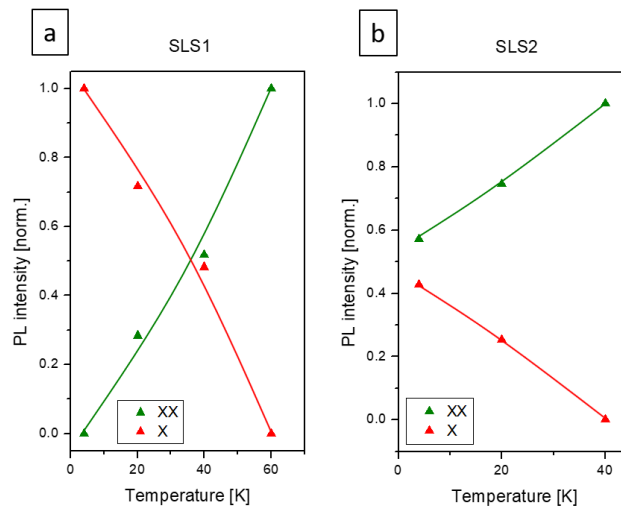 a
SLS1
PL intensity [norm.]
1.0
0.8
0.6
0.4
0.2
0.0
XX
X
0 20 40 60
Temperature [K]
b
SLS2
PL intensity [norm.]
1.0
0.8
0.6
0.4
0.2
0.0
XX
X
0 20 40
Temperature [K]